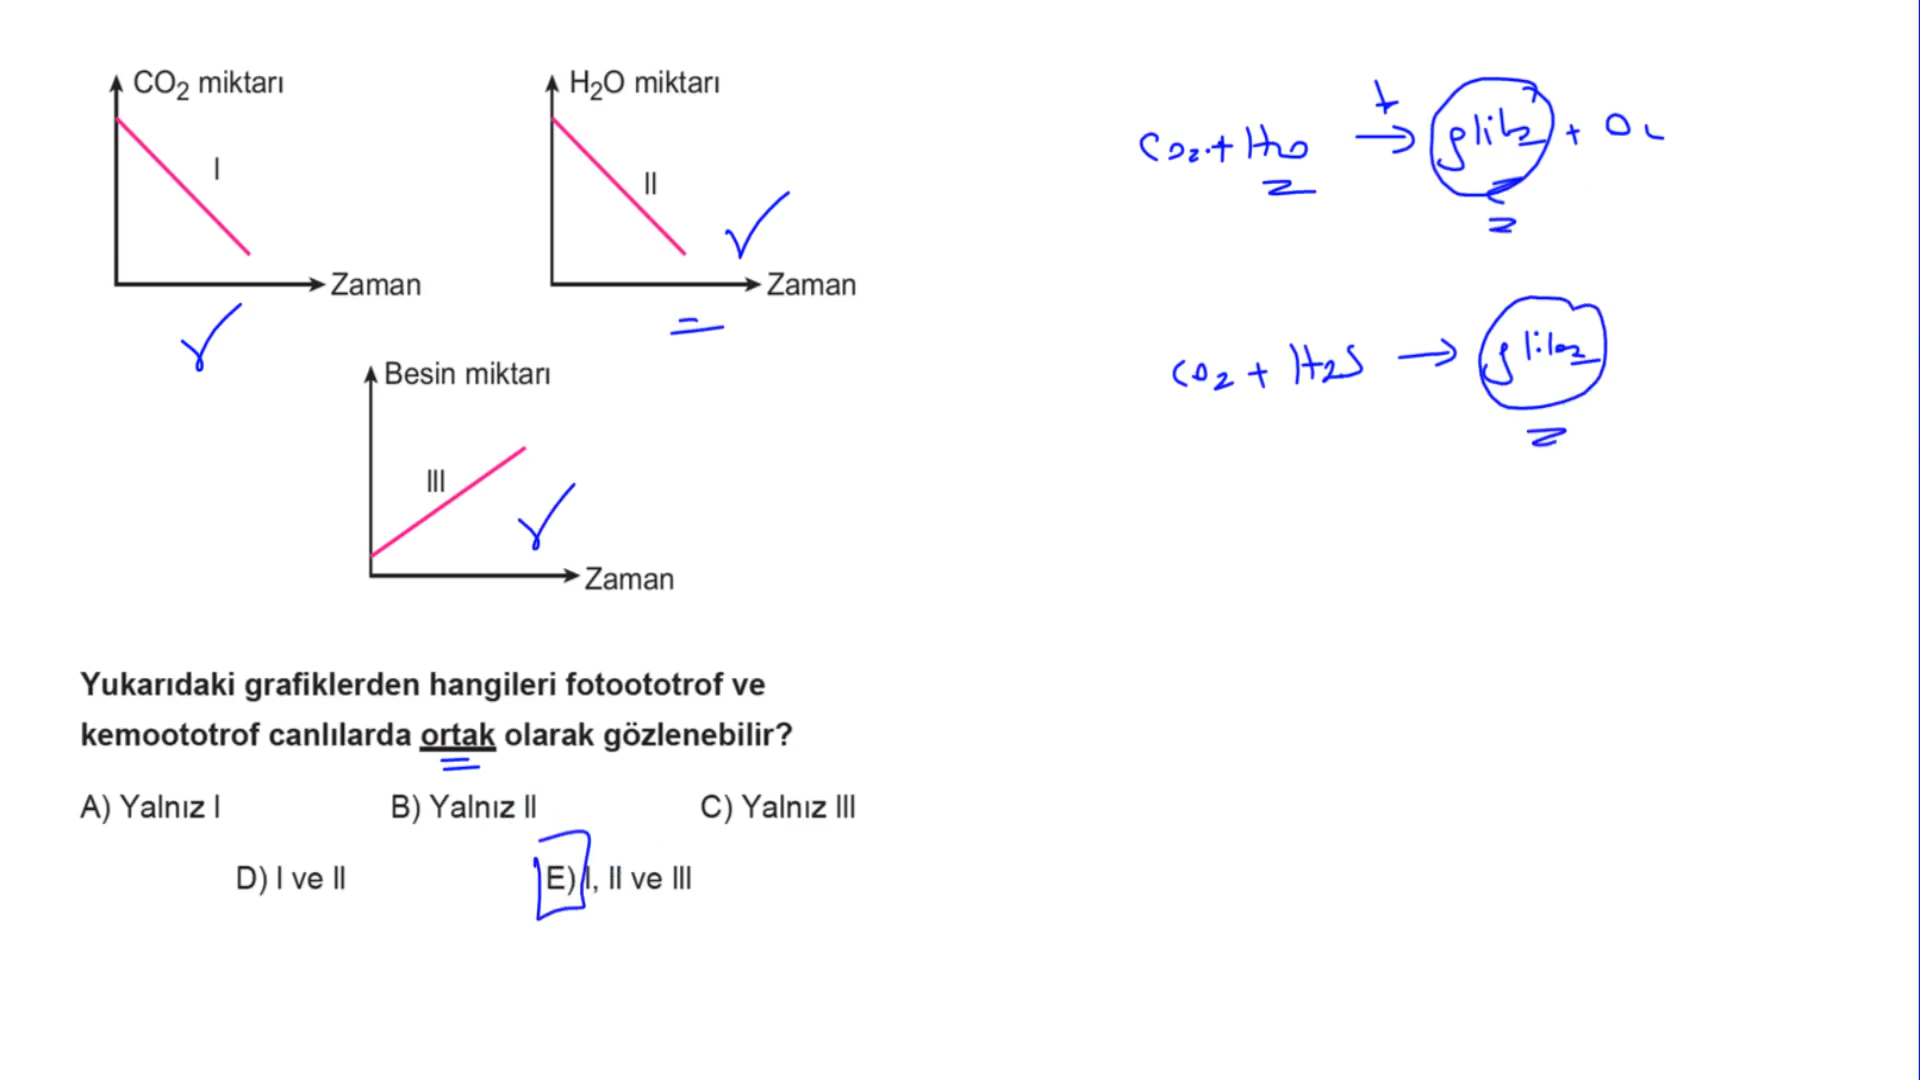 CO2 miktarı
I
Zaman
H2O miktarı
II
Zaman
Besin miktarı
III
Zaman
CO2 + H2O → glikoz + O2
CO2 + H2S → glikoz
Yukarıdaki grafiklerden hangileri fotoototrof ve
kemoototrof canlılarda ortak olarak gözlenebilir?
A) Yalnız I B) Yalnız II C) Yalnız III
D) I ve II E) I, II ve III